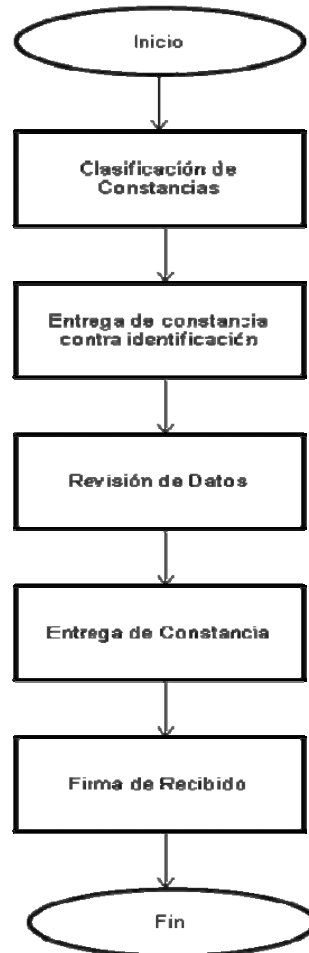 Inicio
Clasificación de
Constancias
Entrega de constancia
contra identificación
Revisión de Datos
Entrega de Constancia
Firma de Recibido
Fin